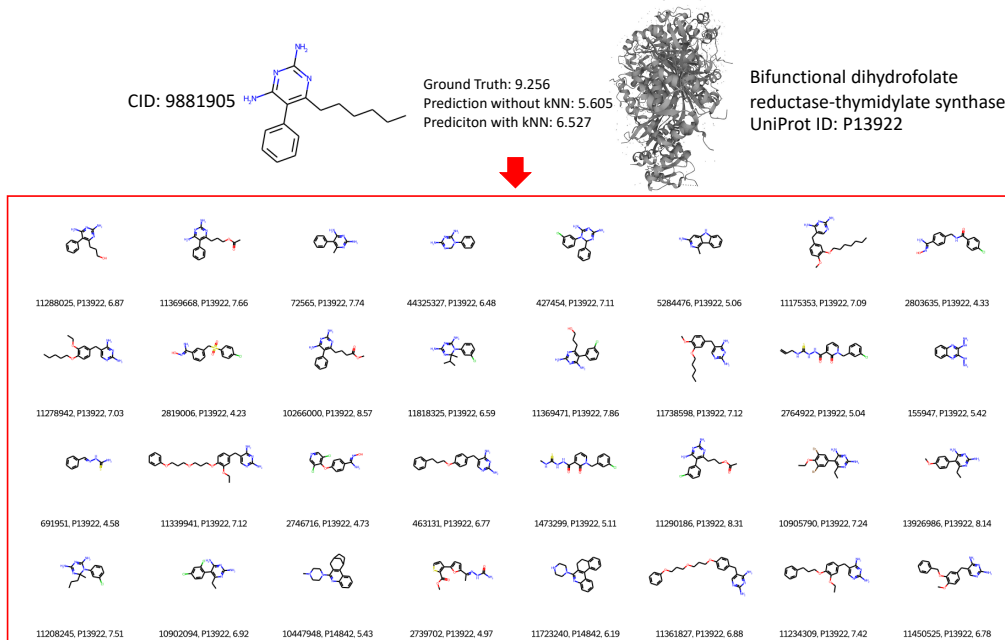 CID: 9881905
Ground Truth: 9.256
Prediction without kNN: 5.605
Prediciton with kNN: 6.527
Bifunctional dihydrofolate
reductase-thymidylate synthase
UniProt ID: P13922
11288025, P13922, 6.87
11369668, P13922, 7.66
72565, P13922, 7.74
44325327, P13922, 6.48
427454, P13922, 7.11
5284476, P13922, 5.06
11175353, P13922, 7.09
2803635, P13922, 4.33
11278942, P13922, 7.03
2819006, P13922, 4.23
10266000, P13922, 8.57
11818325, P13922, 6.59
11369471, P13922, 7.86
11738598, P13922, 7.12
2764922, P13922, 5.04
155947, P13922, 5.42
691951, P13922, 4.58
11339941, P13922, 7.12
2746716, P13922, 4.73
463131, P13922, 6.77
1473299, P13922, 5.11
11290186, P13922, 8.31
10905790, P13922, 7.24
13926986, P13922, 8.14
11208245, P13922, 7.51
10902094, P13922, 6.92
10447948, P14842, 5.43
2739702, P13922, 4.97
11723240, P14842, 6.19
11361827, P13922, 6.88
11234309, P13922, 7.42
11450525, P13922, 6.78